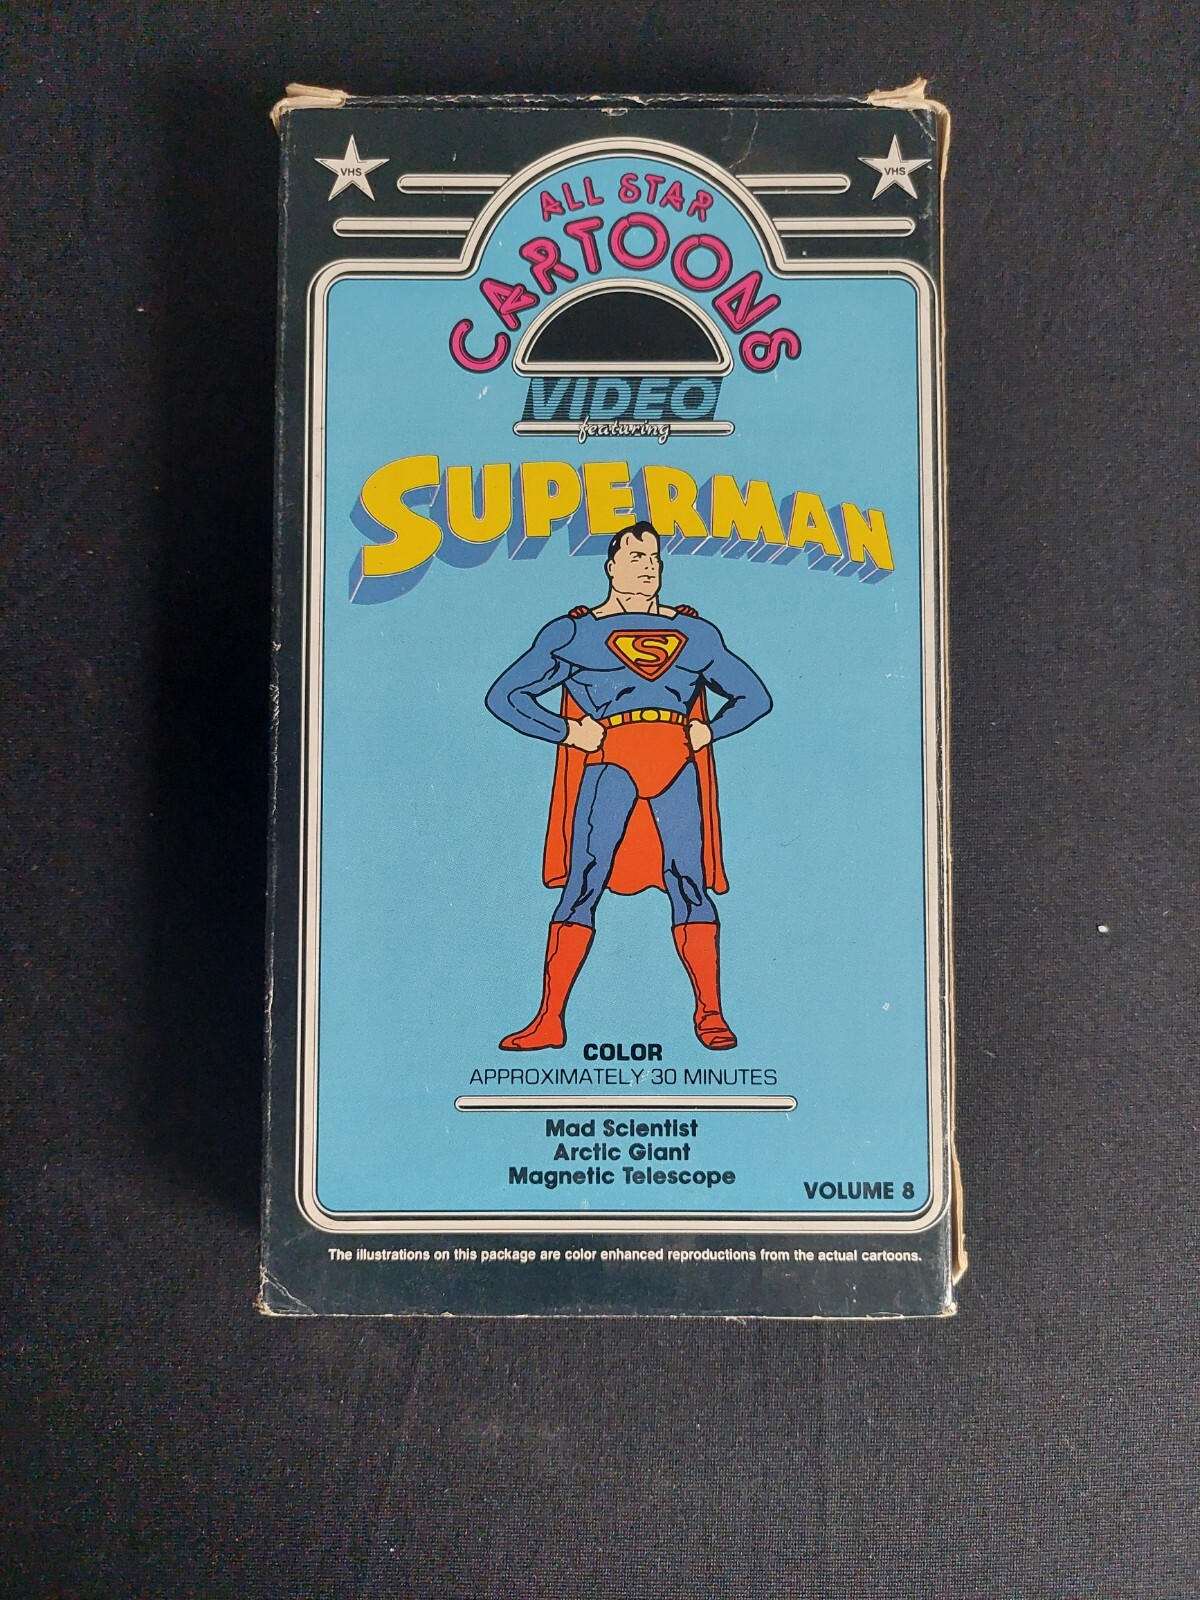 VHS
VHS
ALL STAR
CARTOONS
VIDEO
featuring
SUPERMAN
S
COLOR
APPROXIMATELY 30 MINUTES
Mad Scientist
Arctic Giant
Magnetic Telescope
VOLUME 8
The illustrations on this package are color enhanced reproductions from the actual cartoons.